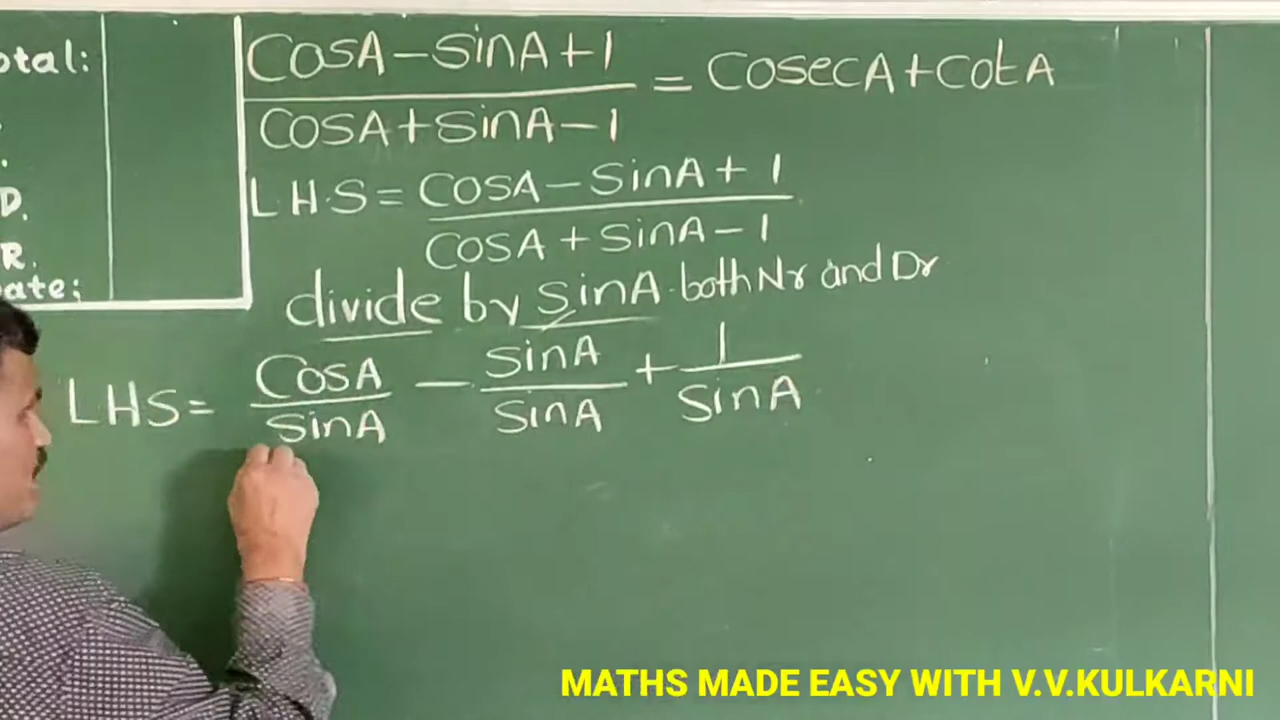 otal:
D.
R.
ate:
CosA-sinA+1
CosA+sinA-1
= CosecA+CotA
LHS= CosA-SinA+1
CosA+sinA-1
divide by SinA. both Nr and Dr
LHS= CosA - SinA + 1
SinA SinA SinA
MATHS MADE EASY WITH V.V.KULKARNI